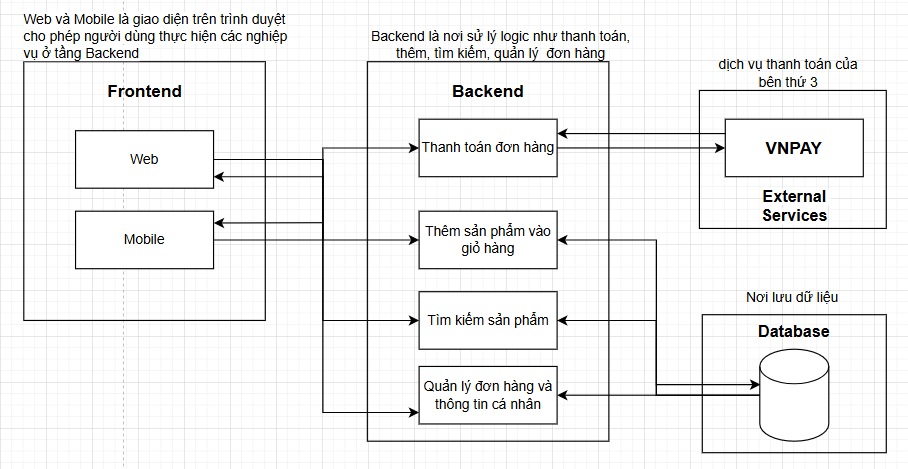 Web và Mobile là giao diện trên trình duyệt
cho phép người dùng thực hiện các nghiệp
vụ ở tầng Backend
Frontend
Web
Mobile
Backend là nơi sử lý logic như thanh toán,
thêm, tìm kiếm, quản lý đơn hàng
Backend
Thanh toán đơn hàng
Thêm sản phẩm vào
giỏ hàng
Tìm kiếm sản phẩm
Quản lý đơn hàng và
thông tin cá nhân
dịch vụ thanh toán của
bên thứ 3
VNPAY
External
Services
Nơi lưu dữ liệu
Database